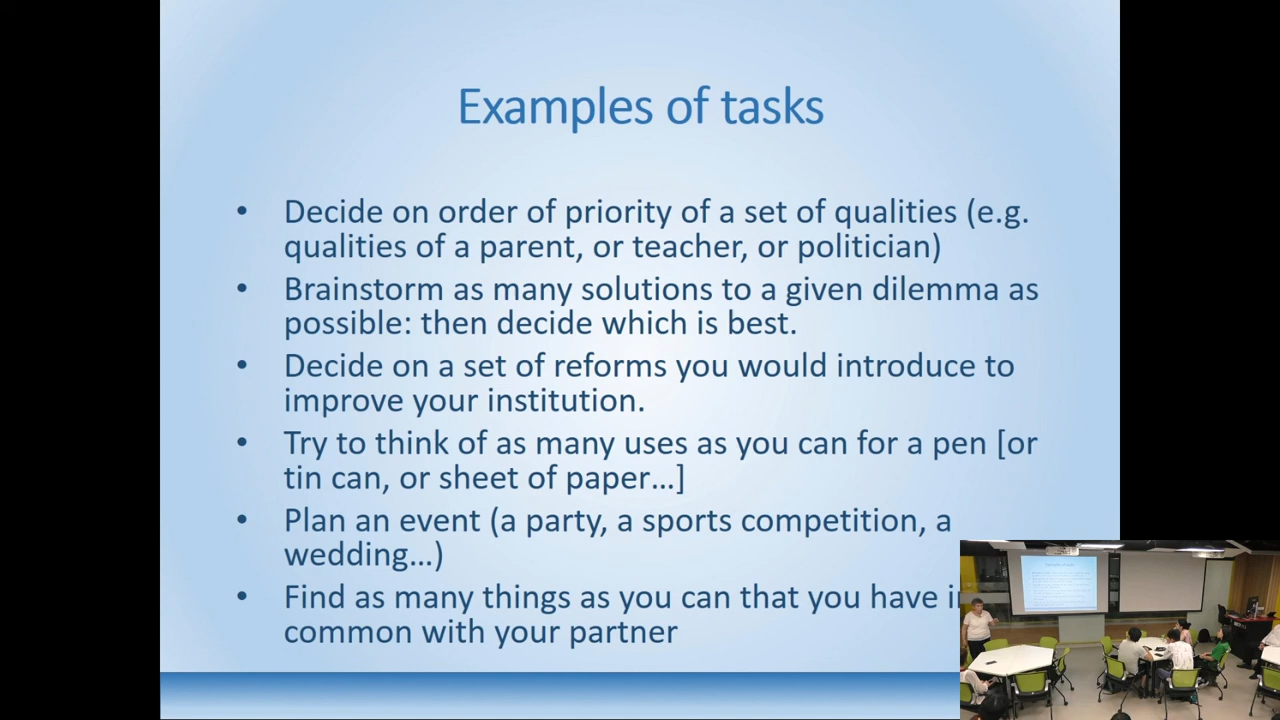 Examples of tasks
• Decide on order of priority of a set of qualities (e.g.
qualities of a parent, or teacher, or politician)
• Brainstorm as many solutions to a given dilemma as
possible: then decide which is best.
• Decide on a set of reforms you would introduce to
improve your institution.
• Try to think of as many uses as you can for a pen [or
tin can, or sheet of paper…]
• Plan an event (a party, a sports competition, a
wedding…)
• Find as many things as you can that you have
common with your partner
Examples of tasks